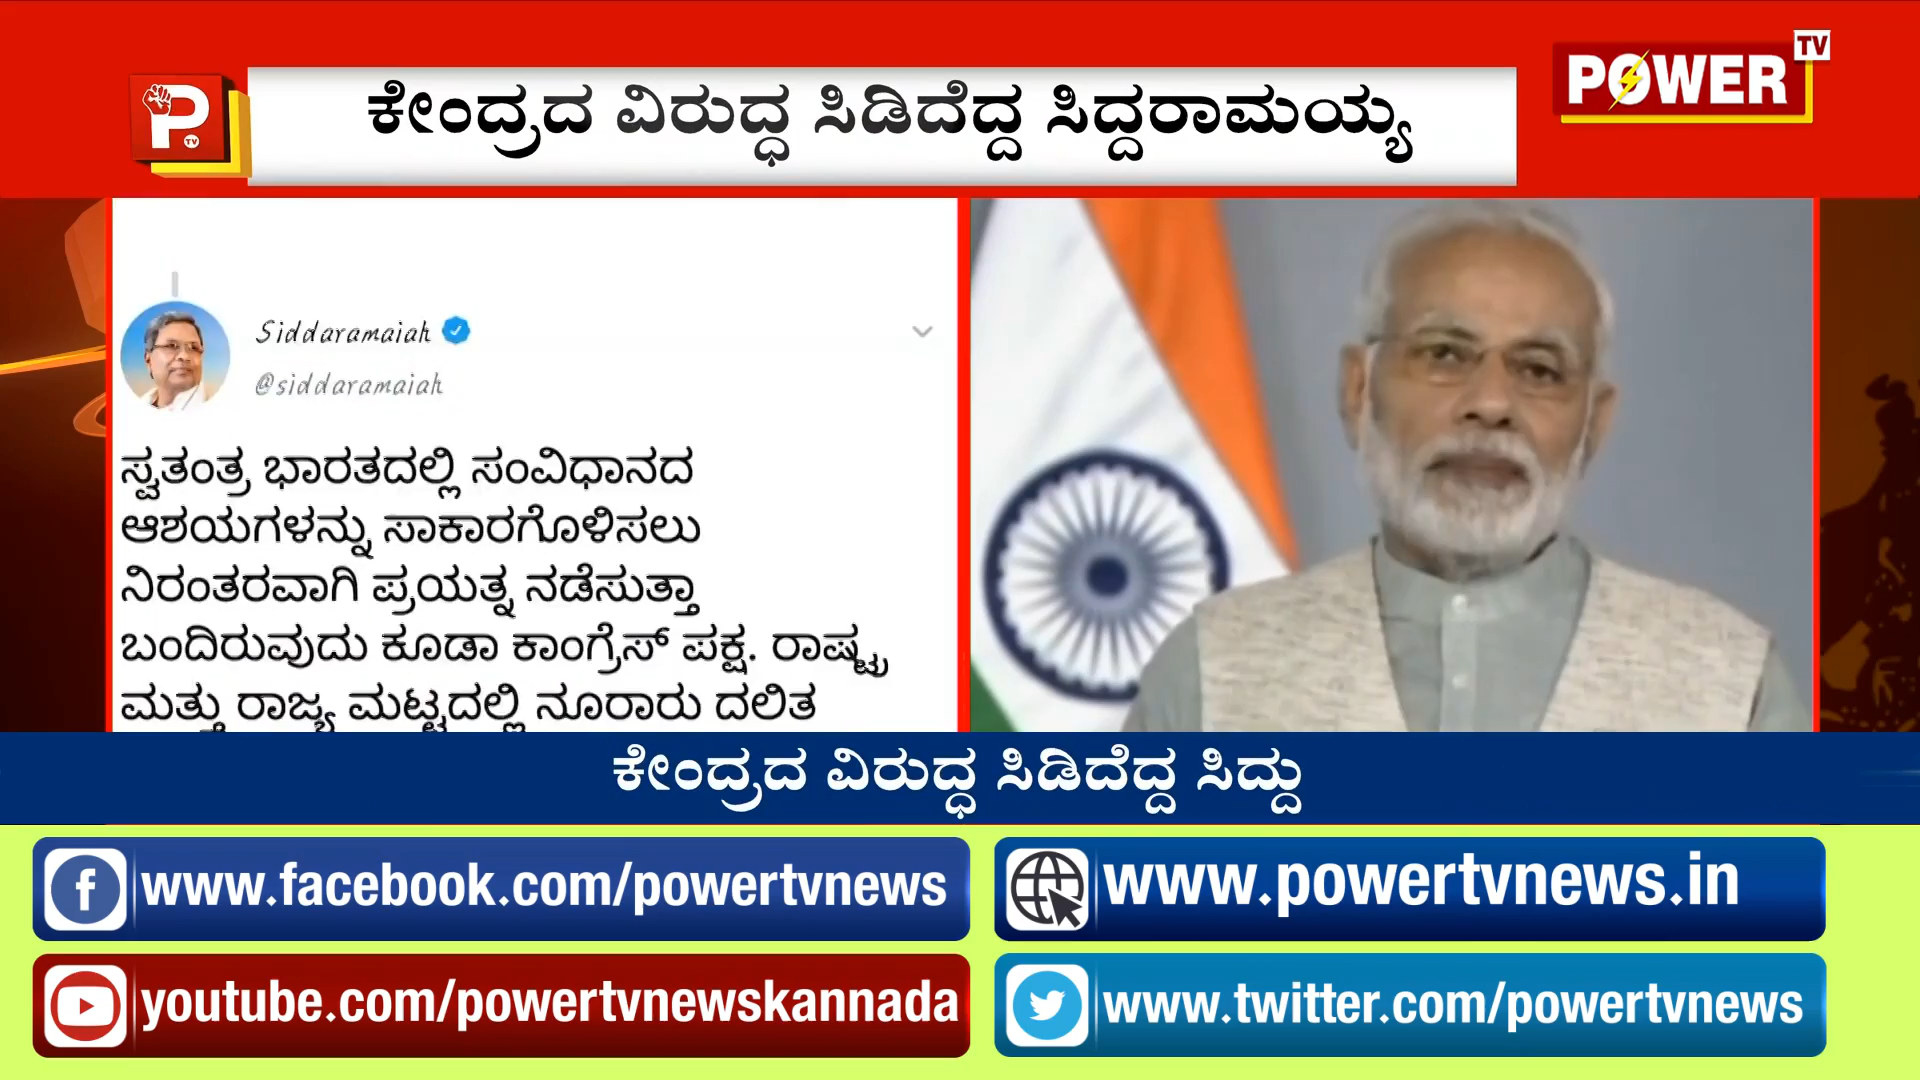 ಕೇಂದ್ರದ ವಿರುದ್ಧ ಸಿಡಿದೆದ್ದ ಸಿದ್ದರಾಮಯ್ಯ
P.
TV
POWER
TV
Siddaramaiah
@siddaramaiah
ಸ್ವತಂತ್ರ ಭಾರತದಲ್ಲಿ ಸಂವಿಧಾನದ
ಆಶಯಗಳನ್ನು ಸಾಕಾರಗೊಳಿಸಲು
ನಿರಂತರವಾಗಿ ಪ್ರಯತ್ನ ನಡೆಸುತ್ತಾ
ಬಂದಿರುವುದು ಕೂಡಾ ಕಾಂಗ್ರೆಸ್ ಪಕ್ಷ. ರಾಷ್ಟ್ರ
ಮತ್ತು ರಾಜ್ಯ ಮಟ್ಟದಲ್ಲಿ ನೂರಾರು ದಲಿತ
ಕೇಂದ್ರದ ವಿರುದ್ಧ ಸಿಡಿದೆದ್ದ ಸಿದ್ದು
www.facebook.com/powertvnews
www.powertvnews.in
youtube.com/powertvnewskannada
www.twitter.com/powertvnews